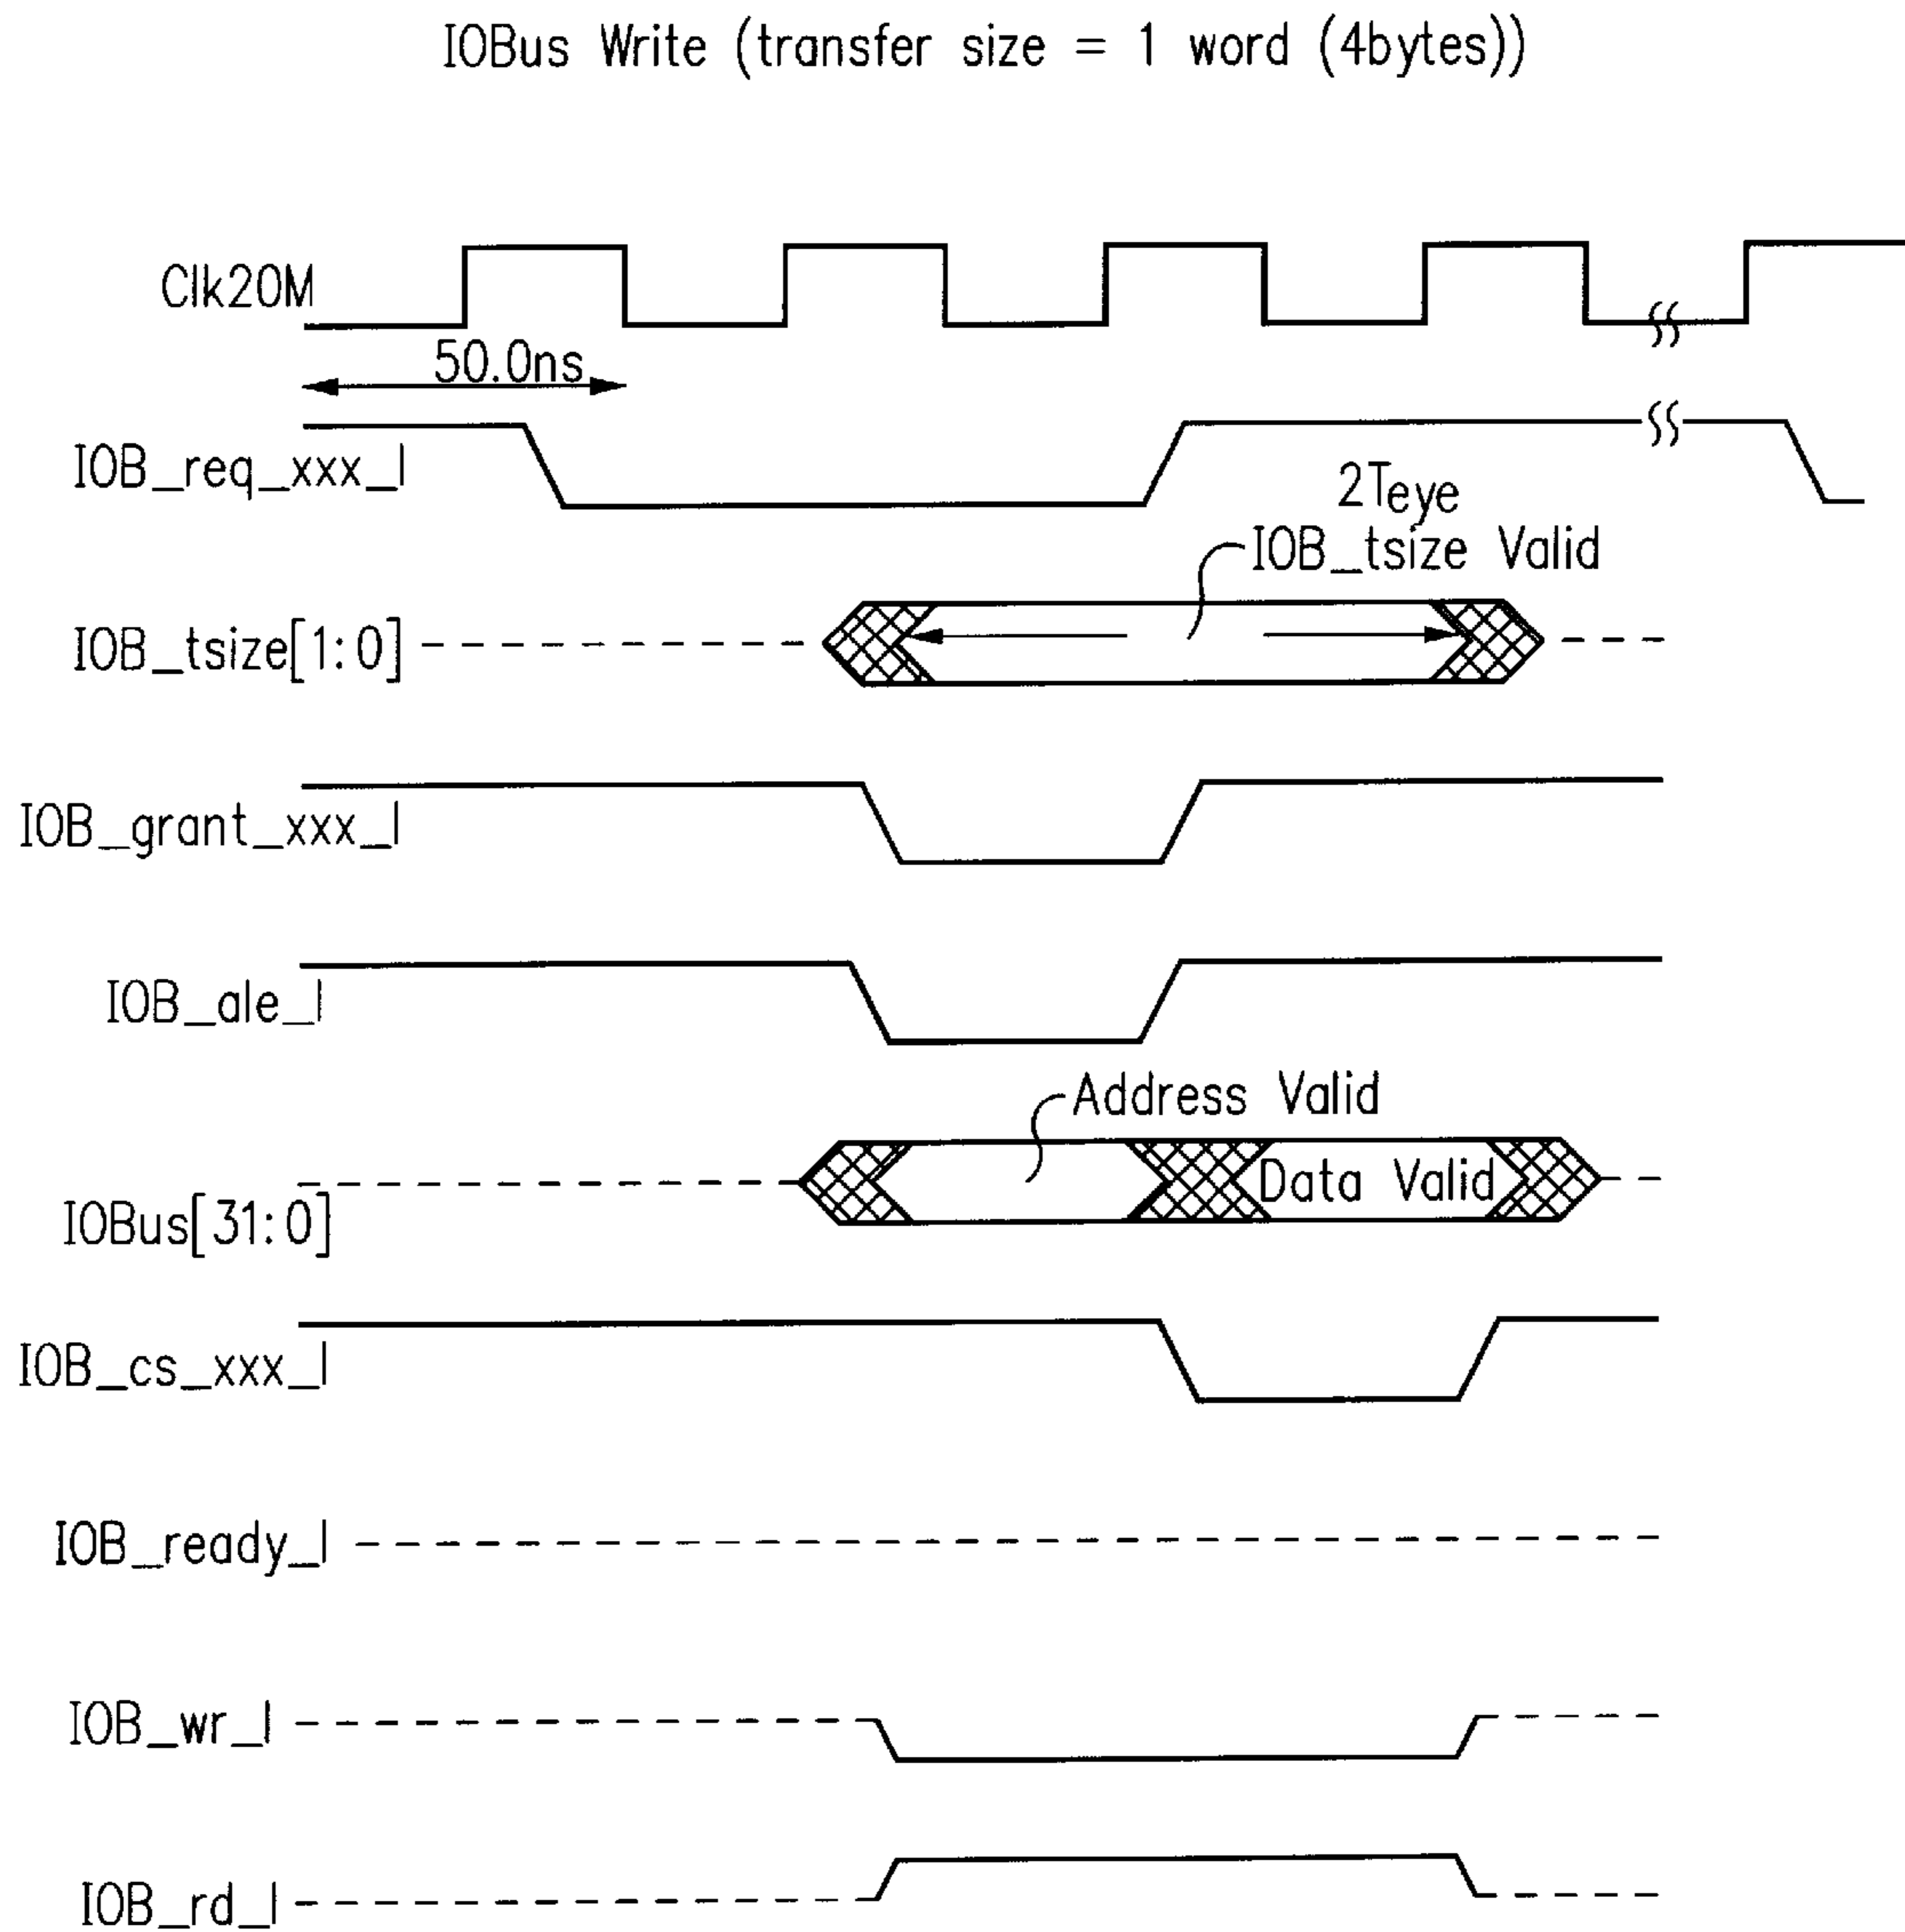 IOBus Write (transfer size = 1 word (4bytes))
Clk20M
50.0ns
IOB_req_xxx_l
2Teye
IOB_tsize Valid
IOB_tsize[1:0]
IOB_grant_xxx_l
IOB_ale_l
Address Valid
Data Valid
IOBus[31:0]
IOB_cs_xxx_l
IOB_ready_l
IOB_wr_l
IOB_rd_l